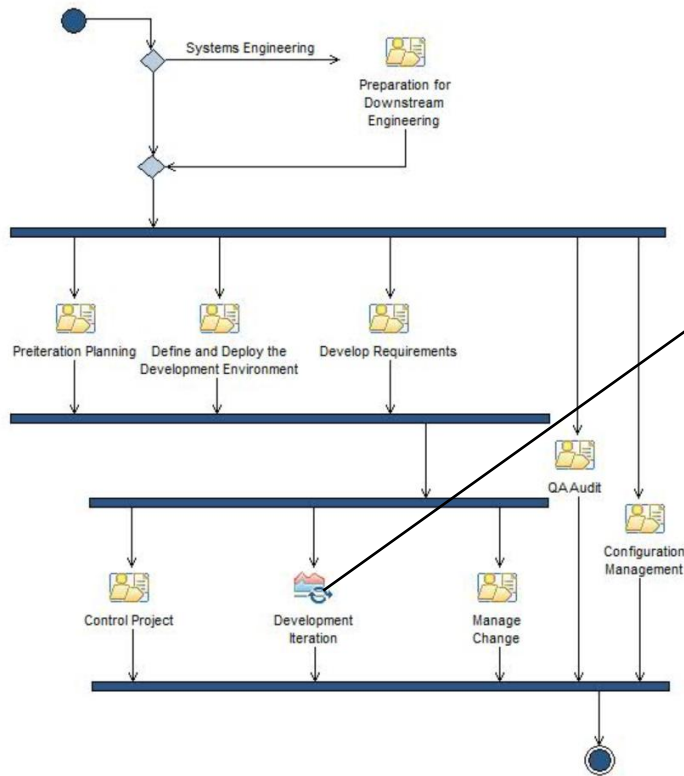 Systems Engineering
Preparation for
Downstream
Engineering
Preiteration Planning
Define and Deploy the
Development Environment
Develop Requirements
QA Audit
Configuration
Management
Control Project
Development
Iteration
Manage
Change